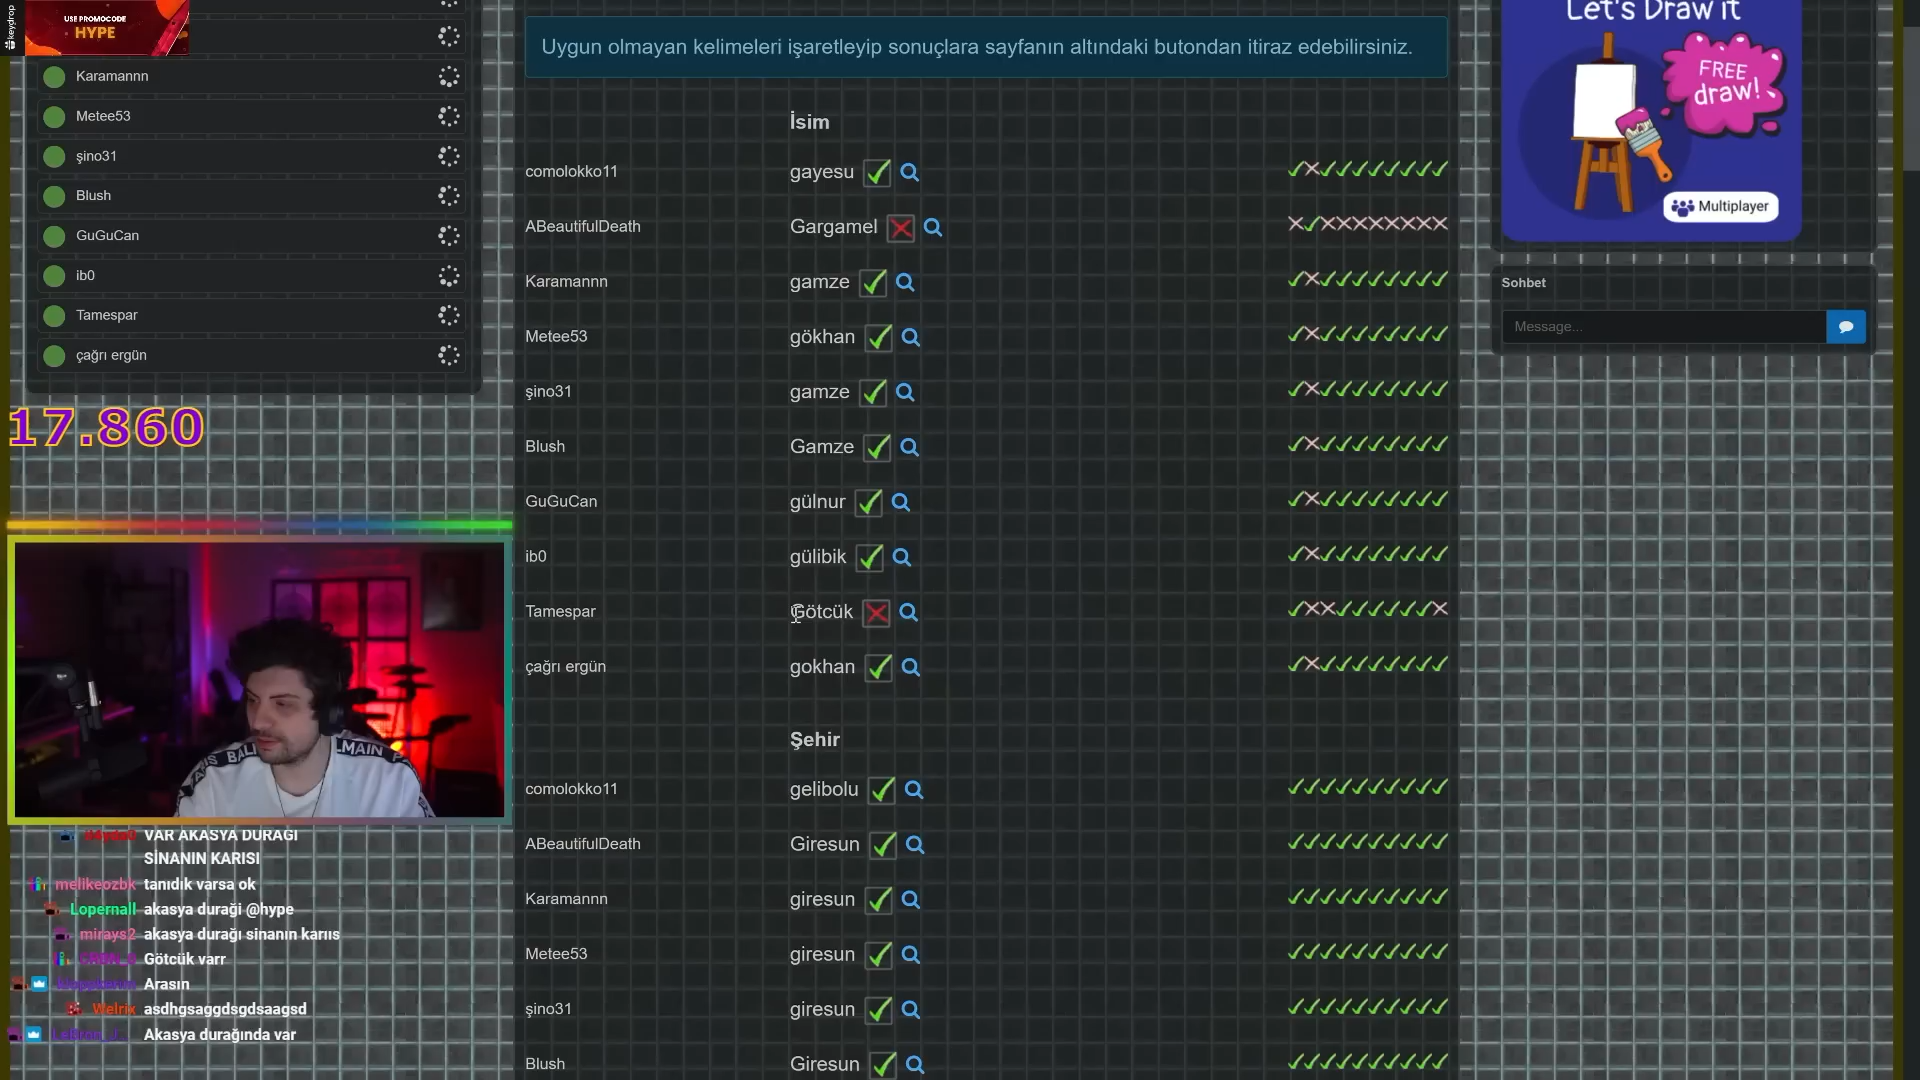 keydrop
USE PROMOCODE
HYPE
Karamannn
Metee53
şino31
Blush
GuGuCan
ib0
Tamespar
çağrı ergün
17.860
VAR AKASYA DURAĞI
SİNANIN KARISI
melikeozbk tanıdık varsa ok
Lopernall akasya duraği @hype
mirays2 akasya durağı sinanın karıis
Götcük varr
Arasın
Welrix asdhgsaggdsgdsaagsd
Akasya durağında var
Uygun olmayan kelimeleri işaretleyip sonuçlara sayfanın altındaki butondan itiraz edebilirsiniz.
İsim
comolokko11 gayesu
ABeautifulDeath Gargamel
Karamannn gamze
Metee53 gökhan
şino31 gamze
Blush Gamze
GuGuCan gülnur
ib0 gülibik
Tamespar Götcük
çağrı ergün gokhan
Şehir
comolokko11 gelibolu
ABeautifulDeath Giresun
Karamannn giresun
Metee53 giresun
şino31 giresun
Blush Giresun
Let's Draw it
FREE
draw!
Multiplayer
Sohbet
Message...